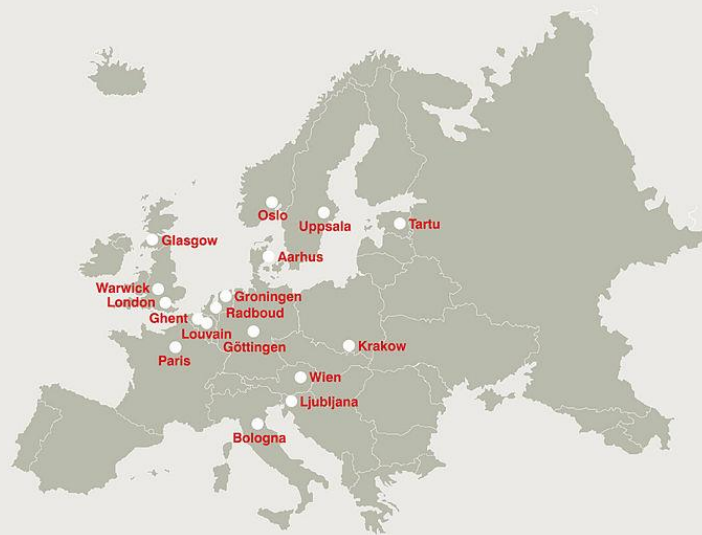 Oslo
Uppsala
Tartu
Glasgow
Aarhus
Warwick
London
Groningen
Radboud
Ghent
Louvain
Göttingen
Paris
Krakow
Wien
Ljubljana
Bologna